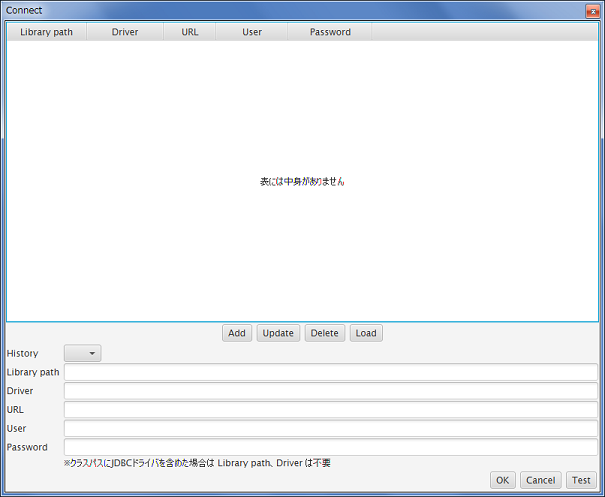 Connect
Library path Driver URL User Password
表には中身がありません
Add Update Delete Load
History
Library path
Driver
URL
User
Password
※クラスパスにJDBCドライバを含めた場合は Library path、Driver は不要
OK Cancel Test